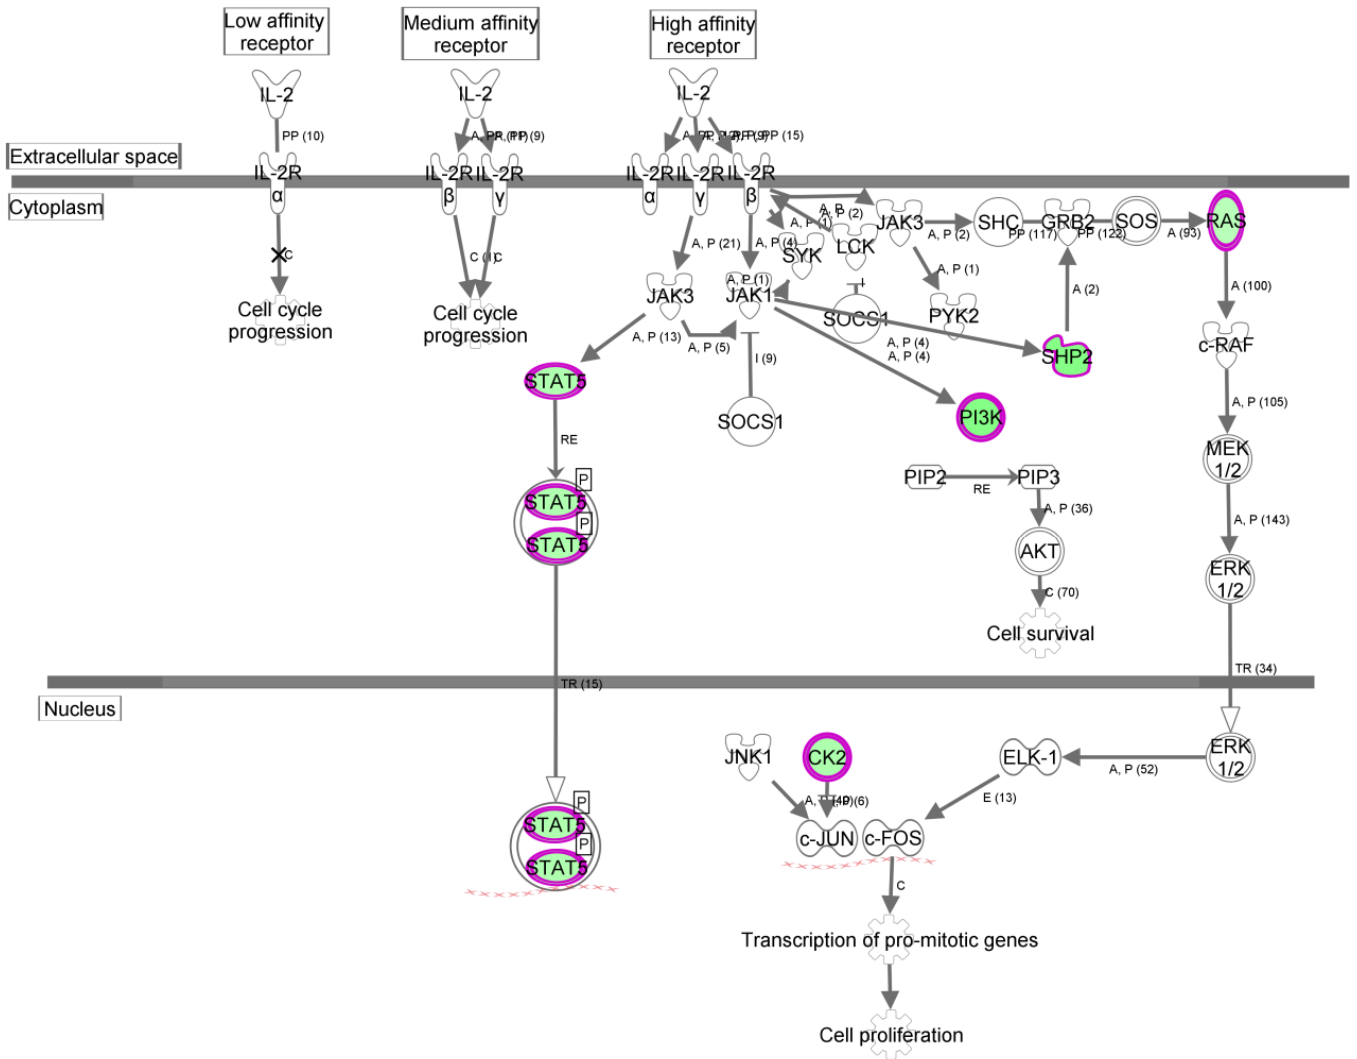 Low affinity
receptor
Medium affinity
receptor
High affinity
receptor
IL-2
IL-2
IL-2
PP (10)
PP (15)
Extracellular space
IL-2R
α
IL-2R
β
IL-2R
γ
IL-2R
α
IL-2R
γ
IL-2R
β
Cytoplasm
C
Cell cycle
progression
C
Cell cycle
progression
A, P (21)
A, P (4)
A, P (1)
A, P (2)
SYK
LCK
JAK3
A, P (2)
SHC
PP (117)
GRB2
PP (122)
SOS
A (93)
RAS
JAK3
A, P (1)
JAK1
I
SOCS1
A, P (1)
PYK2
A (2)
A (100)
A, P (13)
A, P (5)
A, P (4)
A, P (4)
SHP2
c-RAF
STAT5
I (9)
SOCS1
PI3K
A, P (105)
RE
MEK
1/2
PIP2
RE
PIP3
P
STAT5
P
STAT5
A, P (36)
A, P (143)
AKT
ERK
1/2
C (70)
Cell survival
TR (15)
TR (34)
Nucleus
JNK1
CK2
ELK-1
A, P (52)
ERK
1/2
E (13)
P
STAT5
P
STAT5
c-JUN
c-FOS
C
Transcription of pro-mitotic genes
Cell proliferation